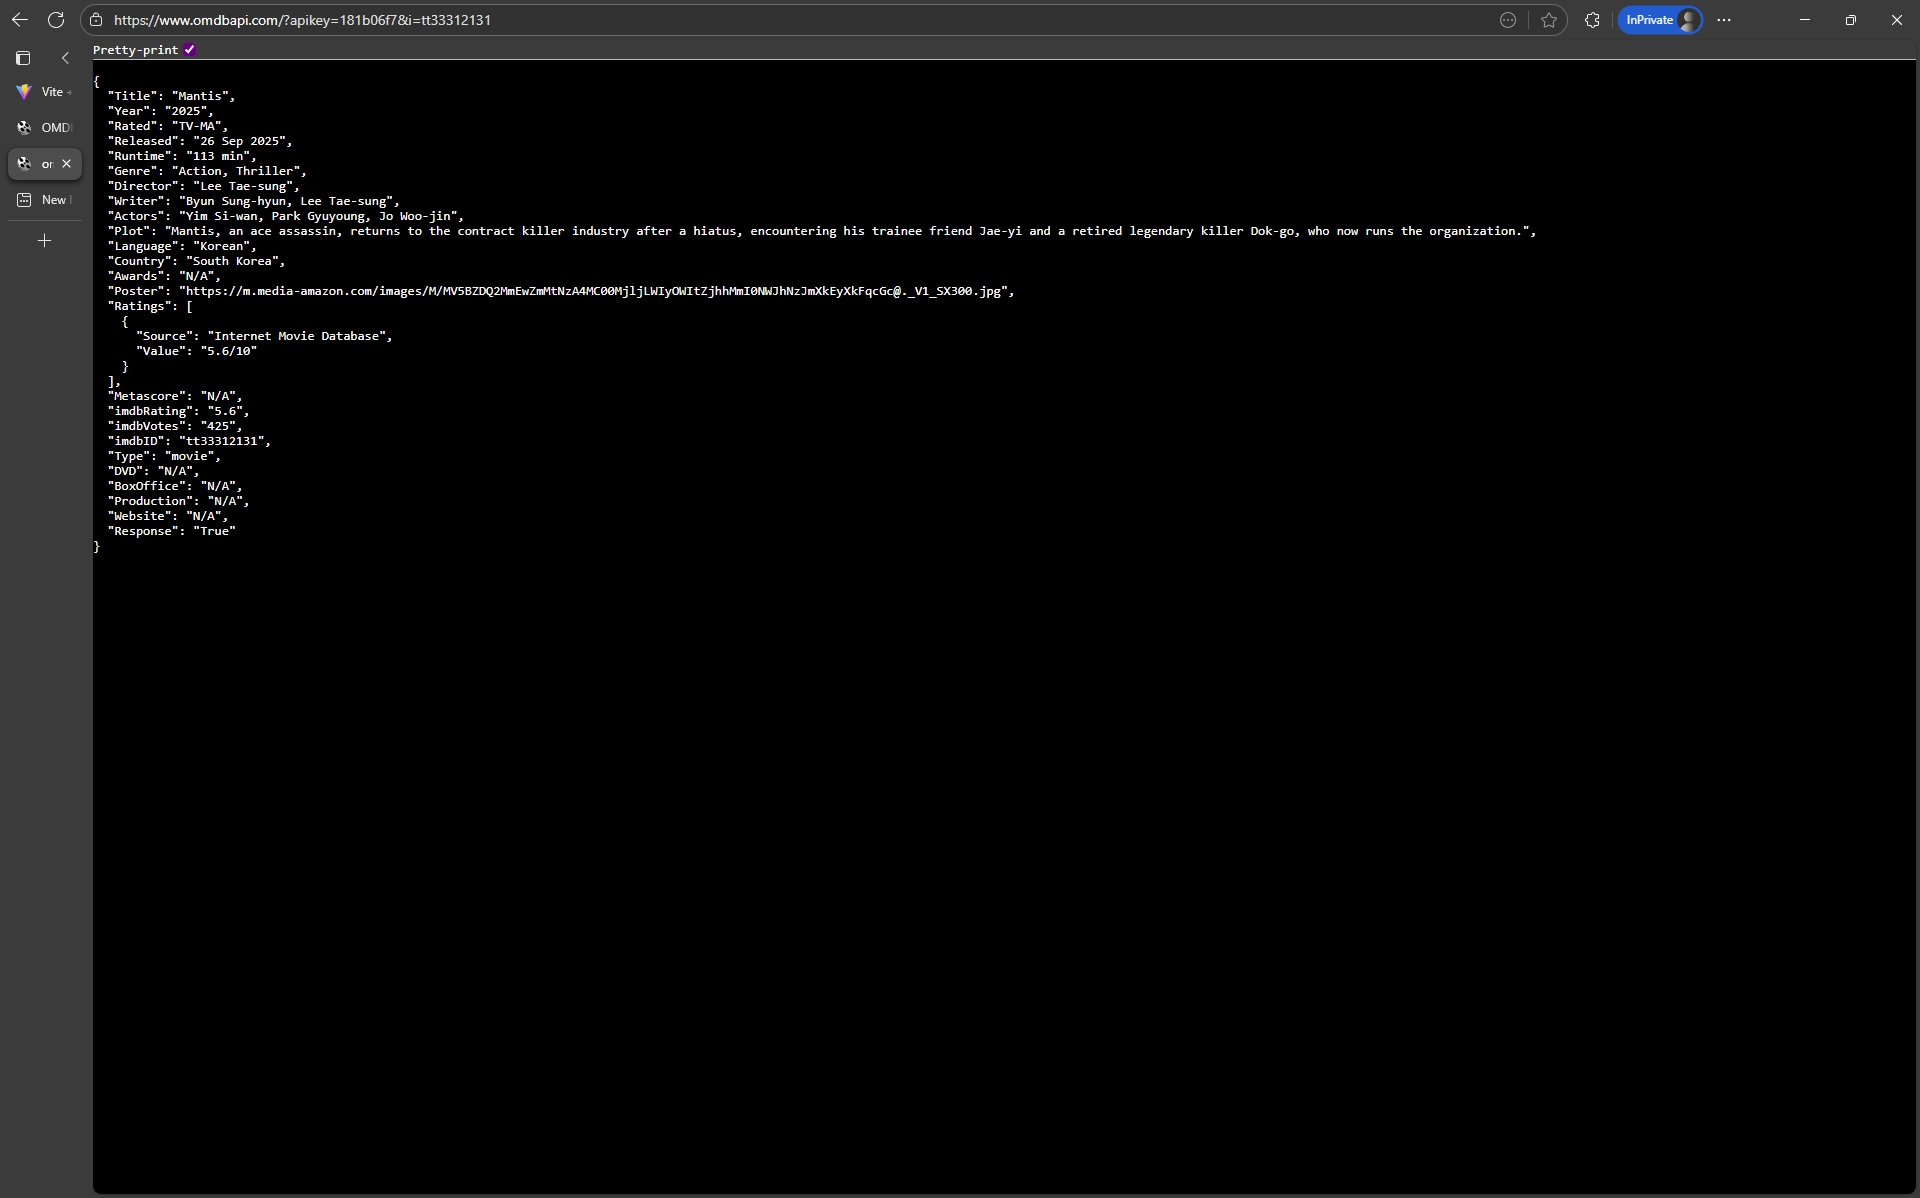 https://www.omdbapi.com/?apikey=181b06f7&i=tt33312131
InPrivate
Pretty-print
Vite
OMD
or
New
{
"Title": "Mantis",
"Year": "2025",
"Rated": "TV-MA",
"Released": "26 Sep 2025",
"Runtime": "113 min",
"Genre": "Action, Thriller",
"Director": "Lee Tae-sung",
"Writer": "Byun Sung-hyun, Lee Tae-sung",
"Actors": "Yim Si-wan, Park Gyuyoung, Jo Woo-jin",
"Plot": "Mantis, an ace assassin, returns to the contract killer industry after a hiatus, encountering his trainee friend Jae-yi and a retired legendary killer Dok-go, who now runs the organization.",
"Language": "Korean",
"Country": "South Korea",
"Awards": "N/A",
"Poster": "https://m.media-amazon.com/images/M/MV5BZDQ2MmEwZmMtNzA4MC00MjljLWIyOWItZjhhMmI0NWJhNzJmXkEyXkFqcGc@._V1_SX300.jpg",
"Ratings": [
{
"Source": "Internet Movie Database",
"Value": "5.6/10"
}
],
"Metascore": "N/A",
"imdbRating": "5.6",
"imdbVotes": "425",
"imdbID": "tt33312131",
"Type": "movie",
"DVD": "N/A",
"BoxOffice": "N/A",
"Production": "N/A",
"Website": "N/A",
"Response": "True"
}